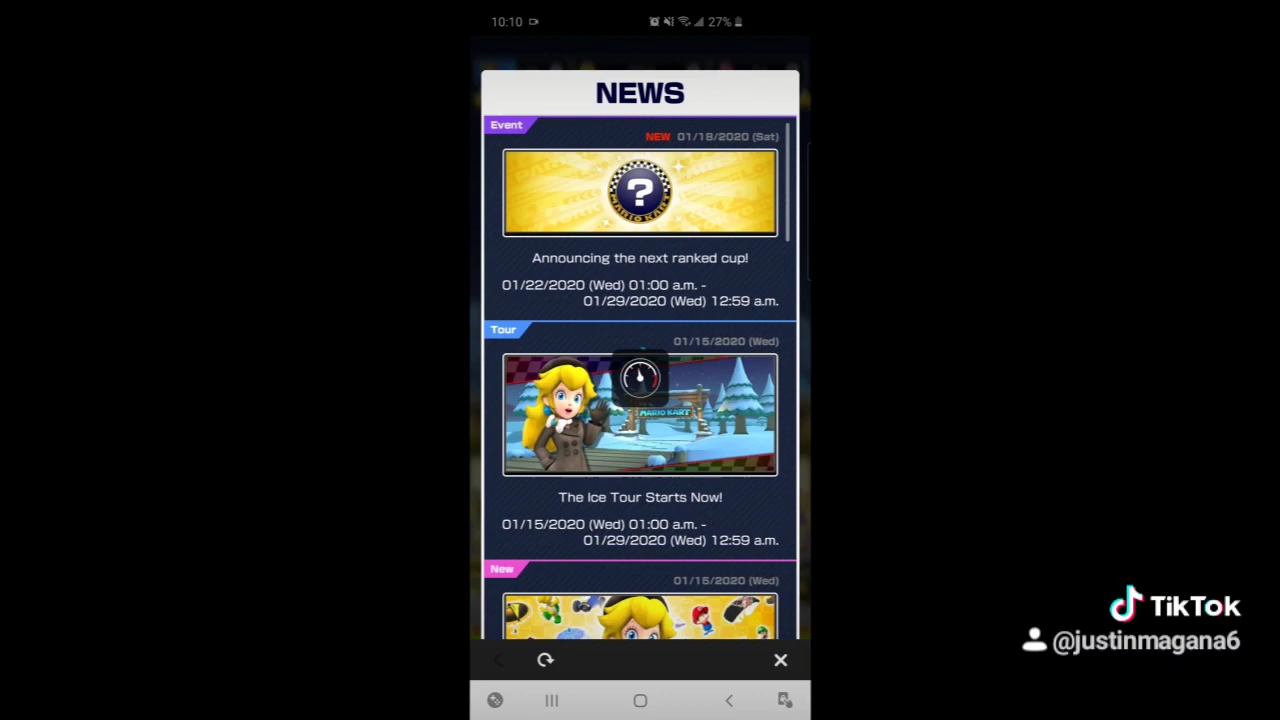 10:10
27%
NEWS
Event
NEW 01/18/2020 (Sat)
?
MARIO KART
Announcing the next ranked cup!
01/22/2020 (Wed) 01:00 a.m. -
01/29/2020 (Wed) 12:59 a.m.
Tour
01/15/2020 (Wed)
MARIO KART
The Ice Tour Starts Now!
01/15/2020 (Wed) 01:00 a.m. -
01/29/2020 (Wed) 12:59 a.m.
New
01/15/2020 (Wed)
TikTok
@justinmagana6